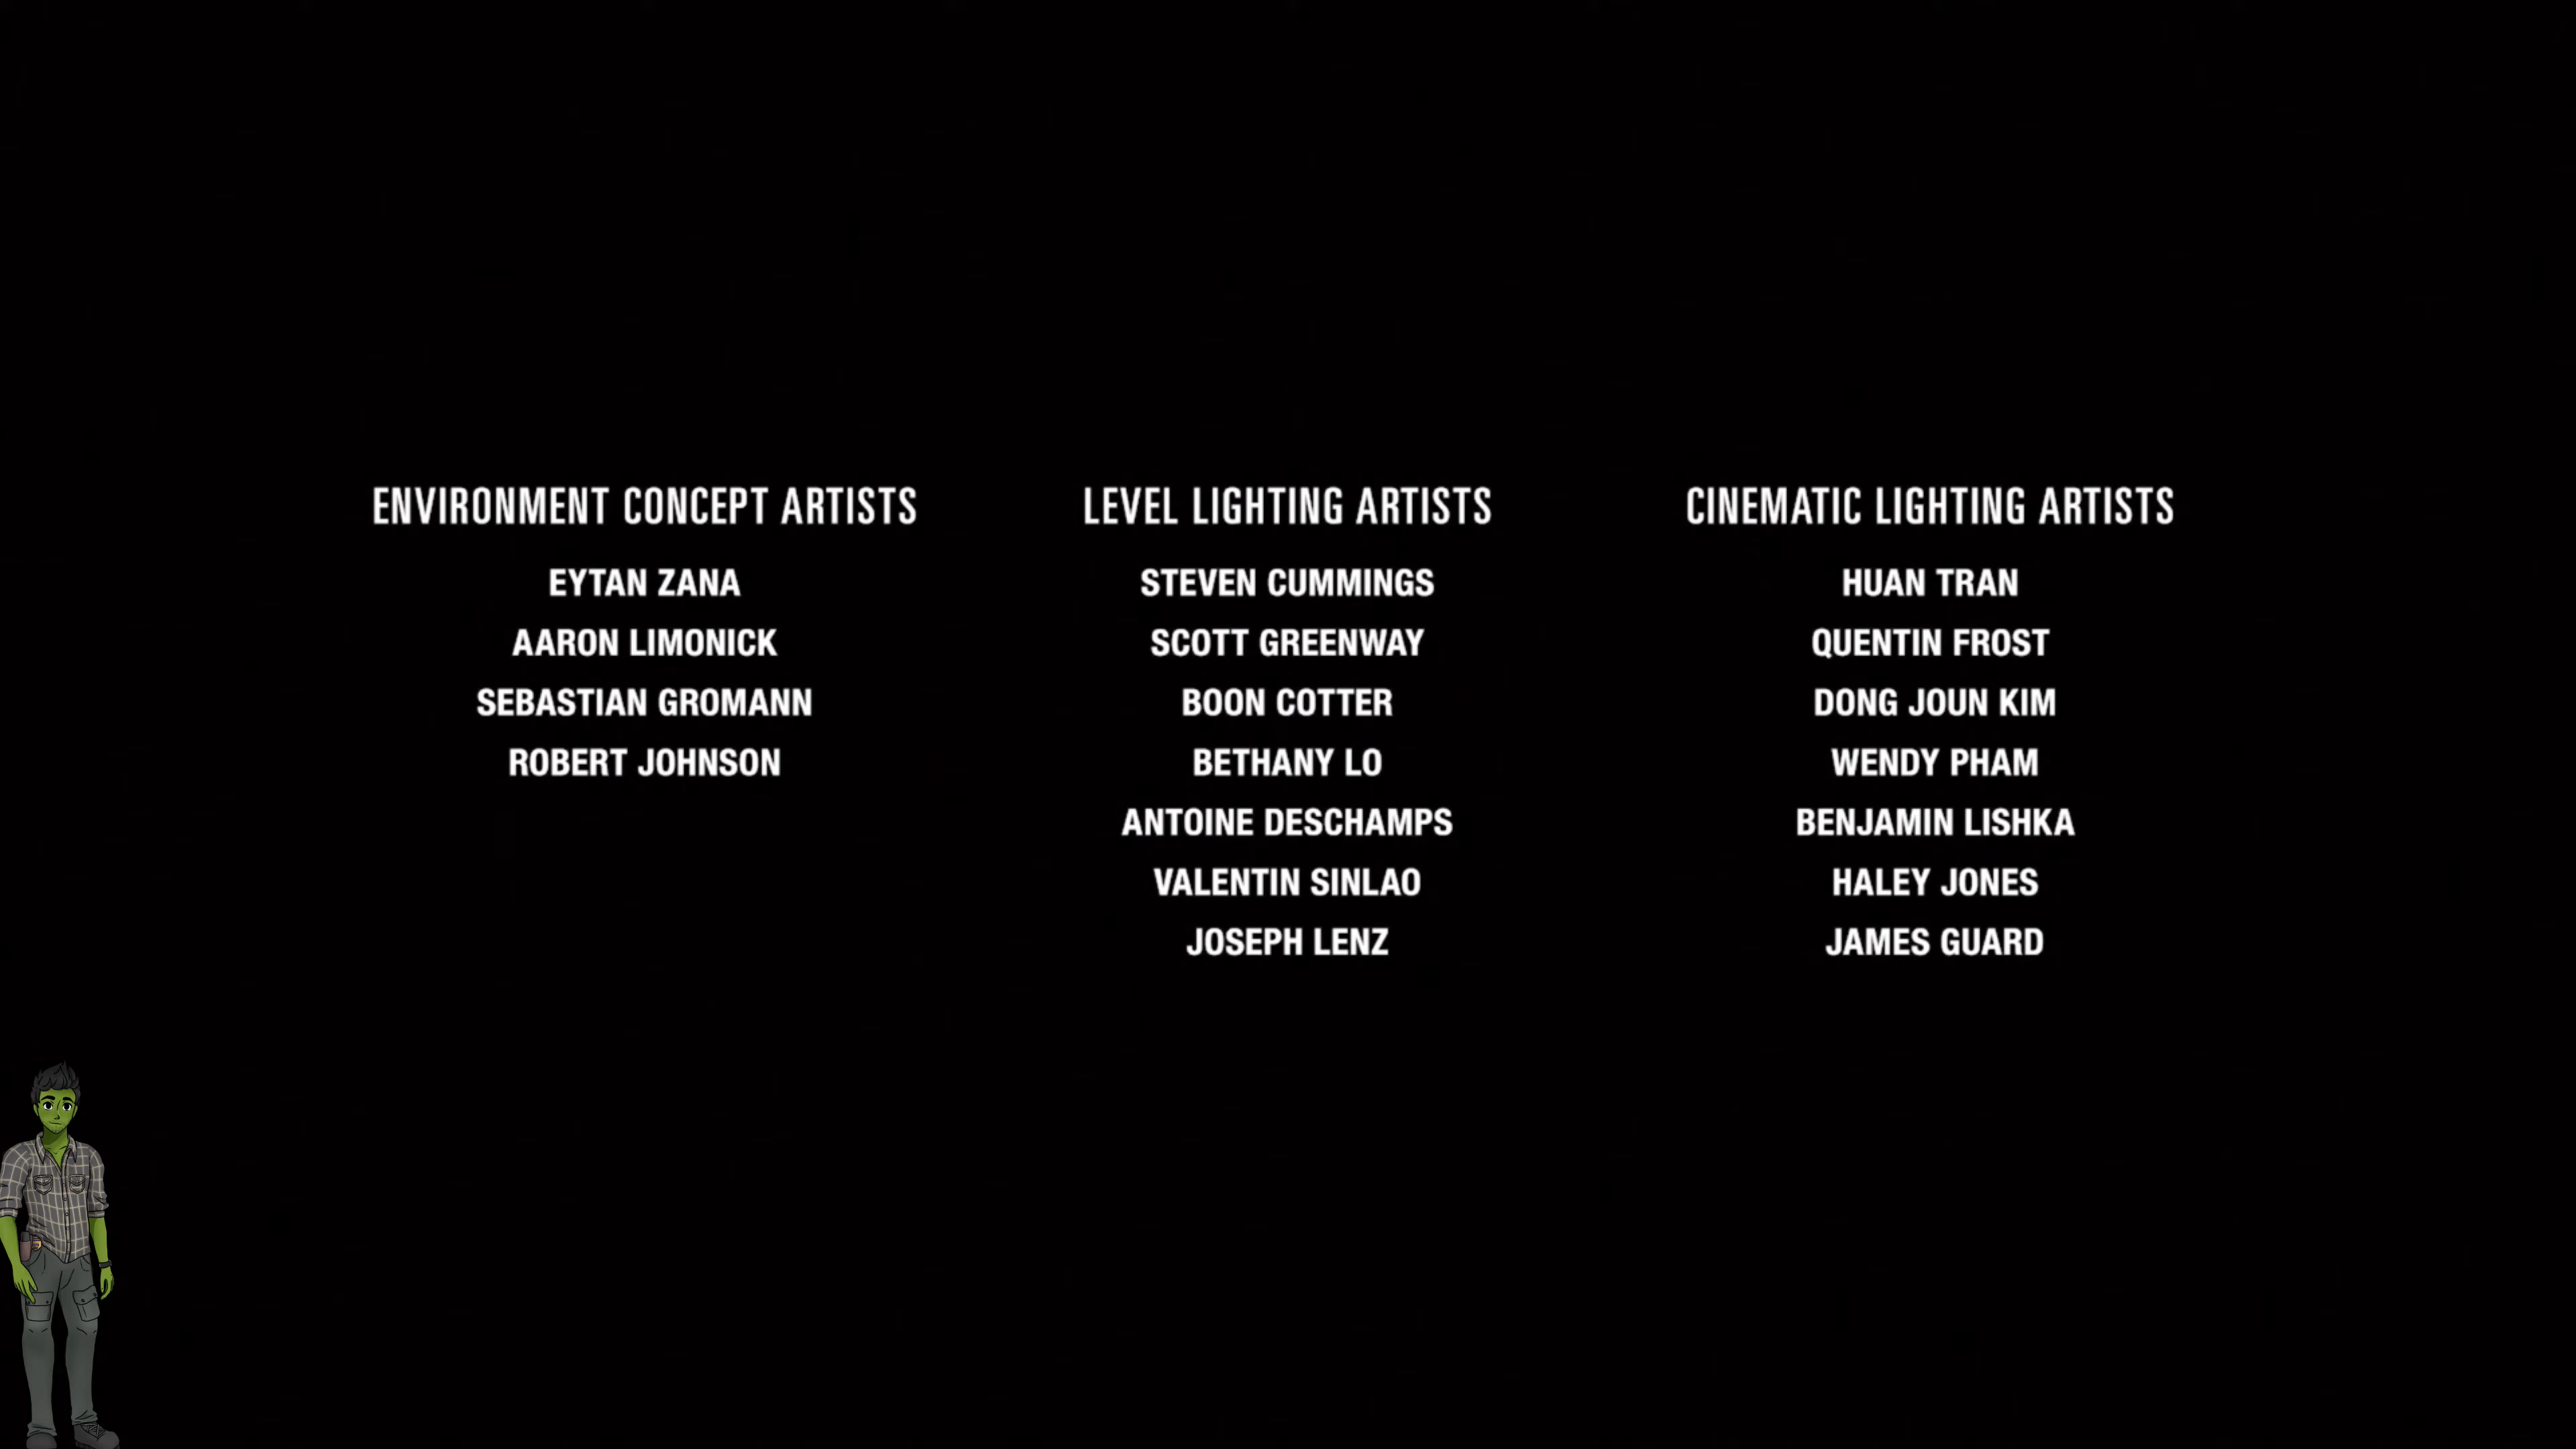 ENVIRONMENT CONCEPT ARTISTS
EYTAN ZANA
AARON LIMONICK
SEBASTIAN GROMANN
ROBERT JOHNSON
LEVEL LIGHTING ARTISTS
STEVEN CUMMINGS
SCOTT GREENWAY
BOON COTTER
BETHANY LO
ANTOINE DESCHAMPS
VALENTIN SINLAO
JOSEPH LENZ
CINEMATIC LIGHTING ARTISTS
HUAN TRAN
QUENTIN FROST
DONG JOUN KIM
WENDY PHAM
BENJAMIN LISHKA
HALEY JONES
JAMES GUARD